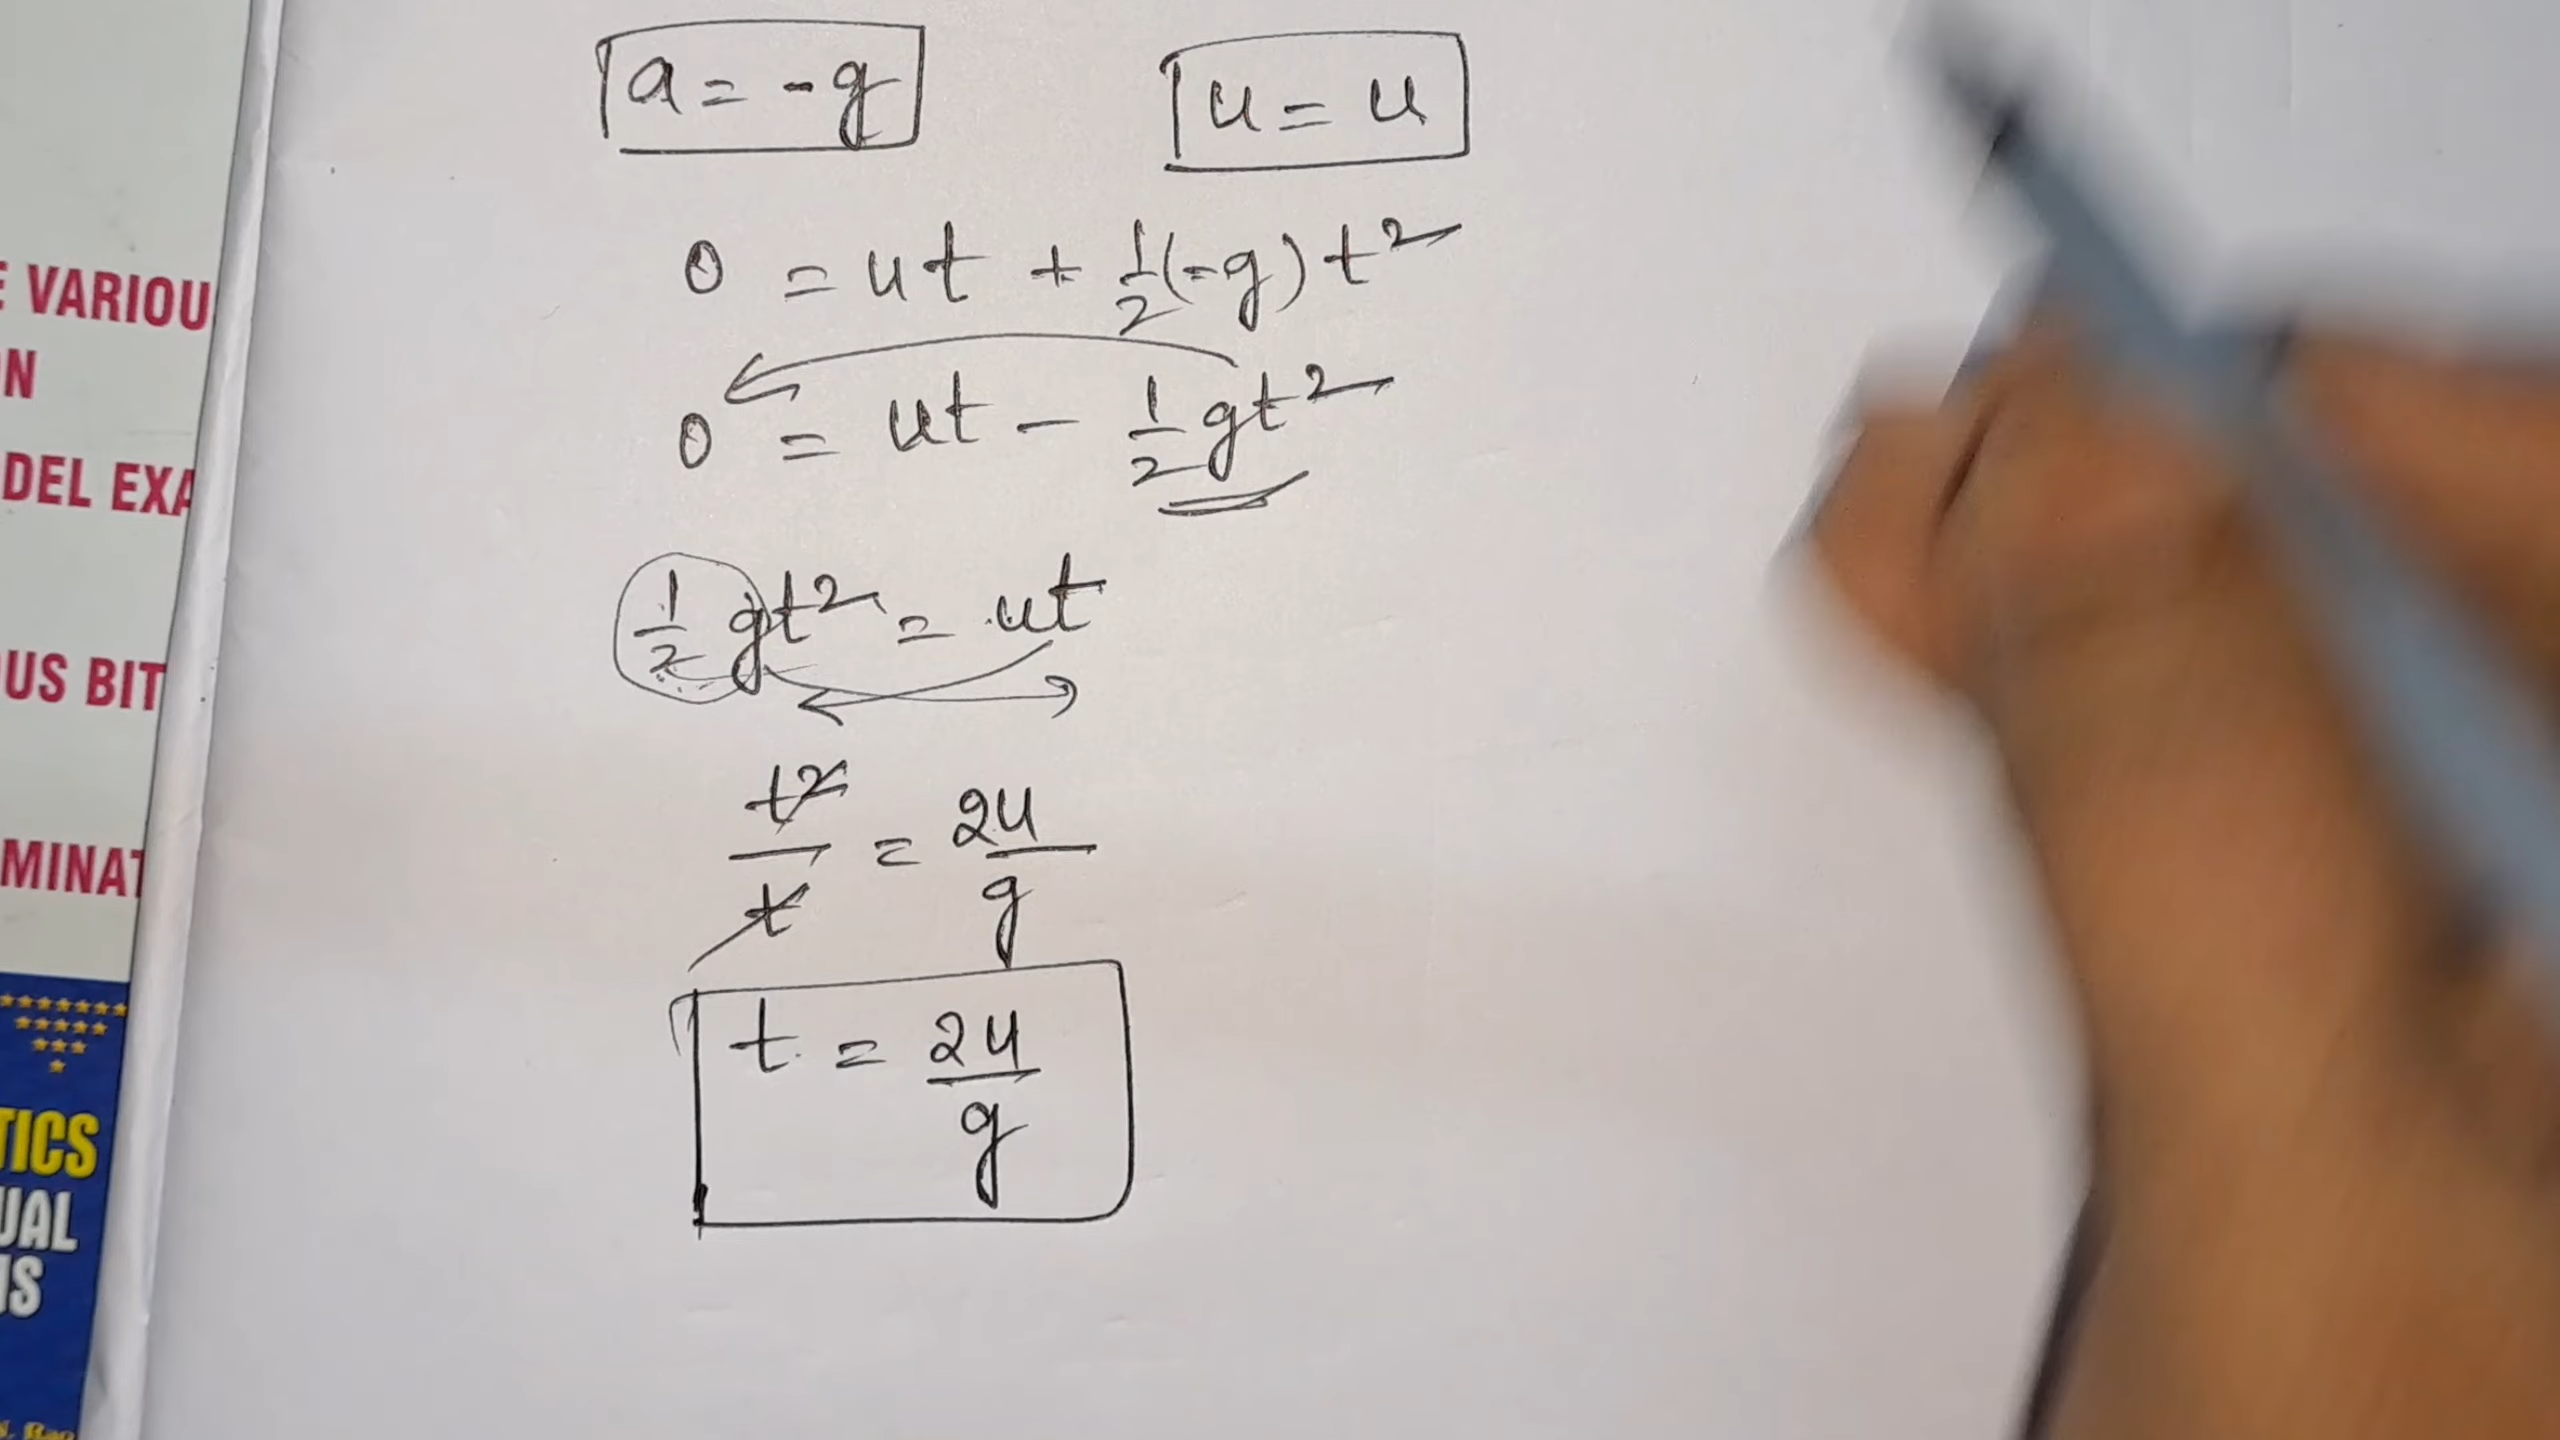 a = -g
u = u
0 = ut + 1/2 (-g) t²
0 = ut - 1/2 gt²
1/2 gt² = ut
t²/t = 2u/g
t = 2u/g
E VARIOU
N
DEL EXA
US BIT
MINAT
TICS
UAL
IS